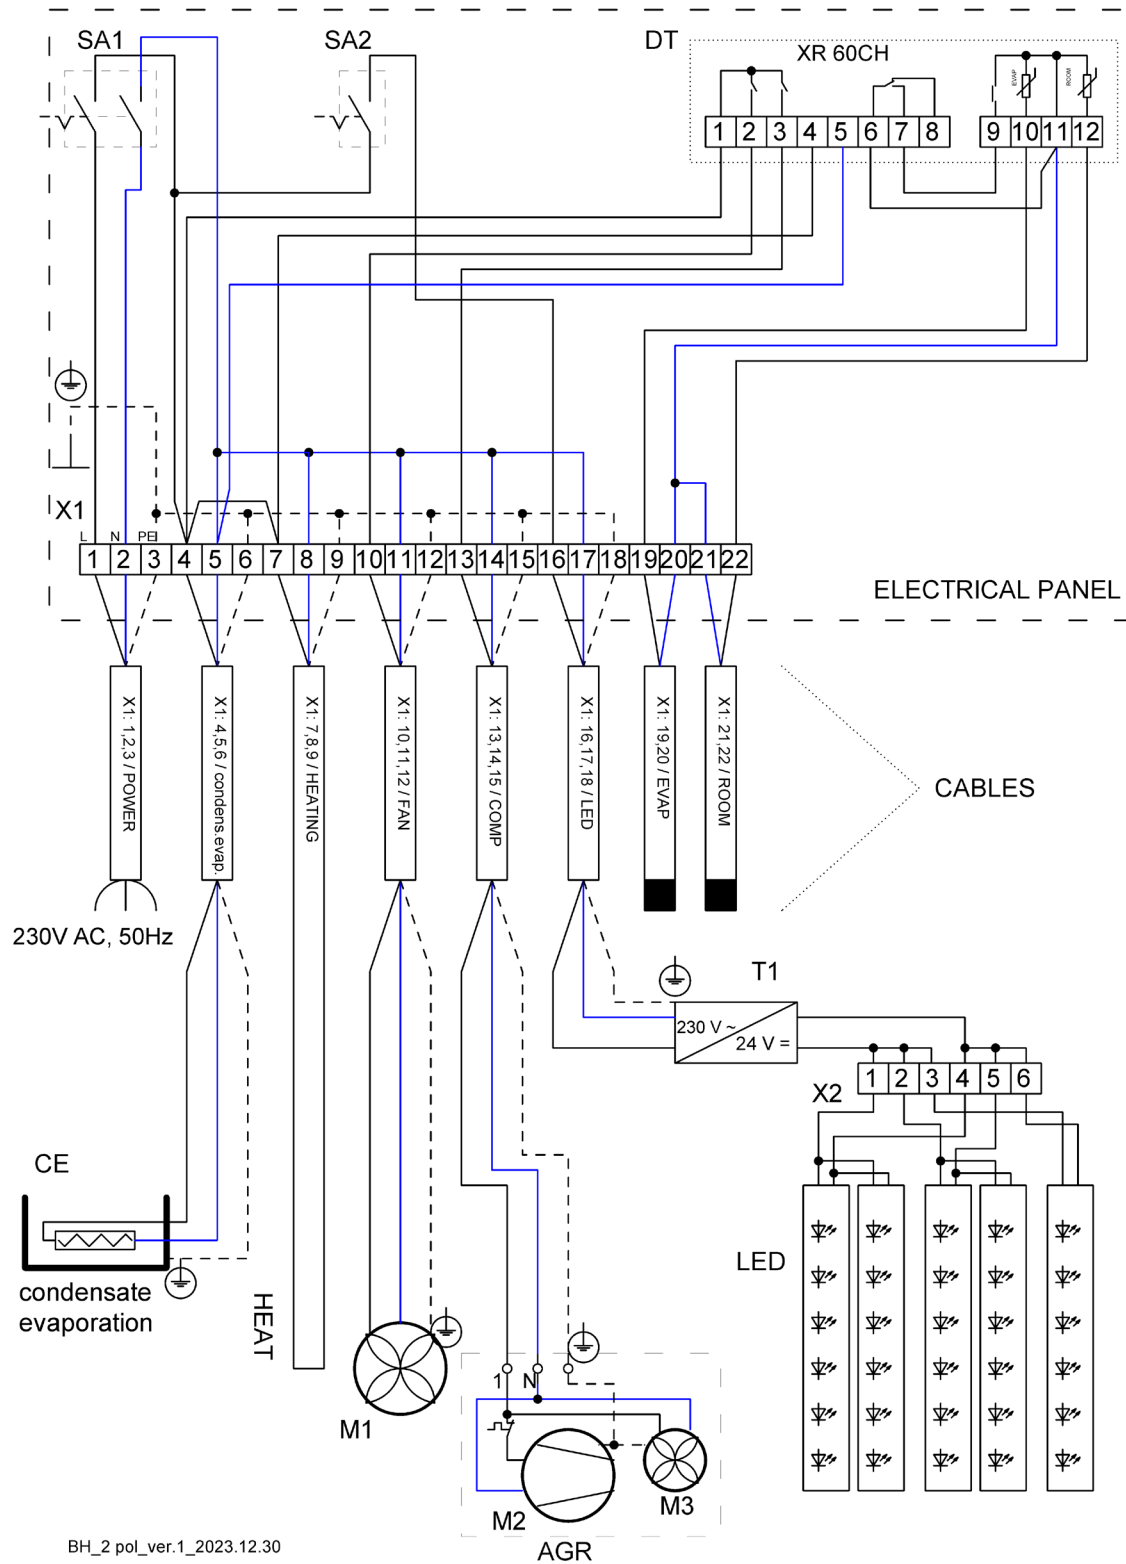 SA1
SA2
DT
XR 60CH
EVAP
ROOM
1 2 3 4 5 6 7 8
9 10 11 12
X1
L N PE
1 2 3 4 5 6 7 8 9 10 11 12 13 14 15 16 17 18 19 20 21 22
ELECTRICAL PANEL
X1: 1,2,3 / POWER
X1: 4,5,6 / condens.evap.
X1: 7,8,9 / HEATING
X1: 10,11,12 / FAN
X1: 13,14,15 / COMP
X1: 16,17,18 / LED
X1: 19,20 / EVAP
X1: 21,22 / ROOM
CABLES
230V AC, 50Hz
T1
230 V ~
24 V =
X2
1 2 3 4 5 6
CE
condensate
evaporation
HEAT
LED
M1
1 N
M2
M3
AGR
BH_2 pol_ver.1_2023.12.30